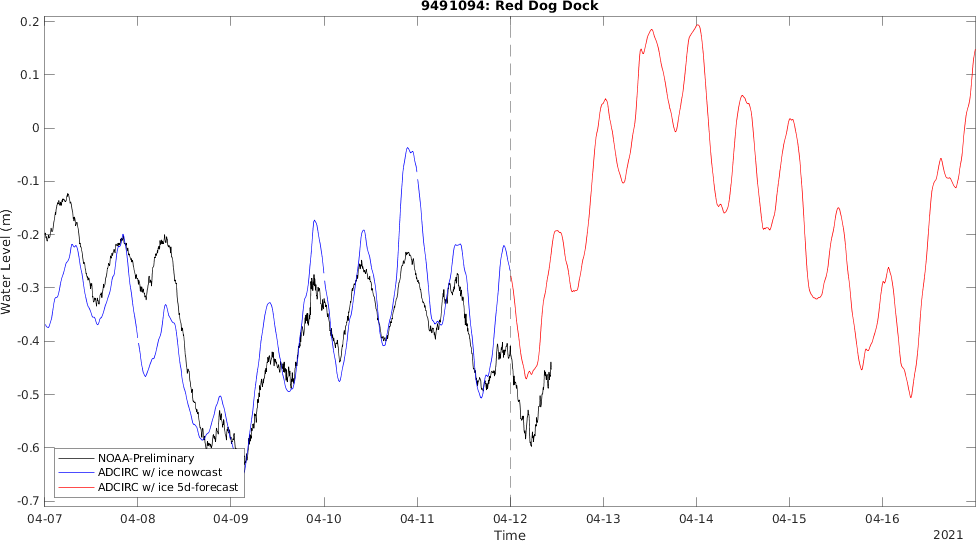 9491094: Red Dog Dock
0.2
0.1
0
-0.1
-0.2
-0.3
-0.4
-0.5
-0.6
-0.7
Water Level (m)
NOAA-Preliminary
ADCIRC w/ ice nowcast
ADCIRC w/ ice 5d-forecast
04-07 04-08 04-09 04-10 04-11 04-12 04-13 04-14 04-15 04-16
Time
2021